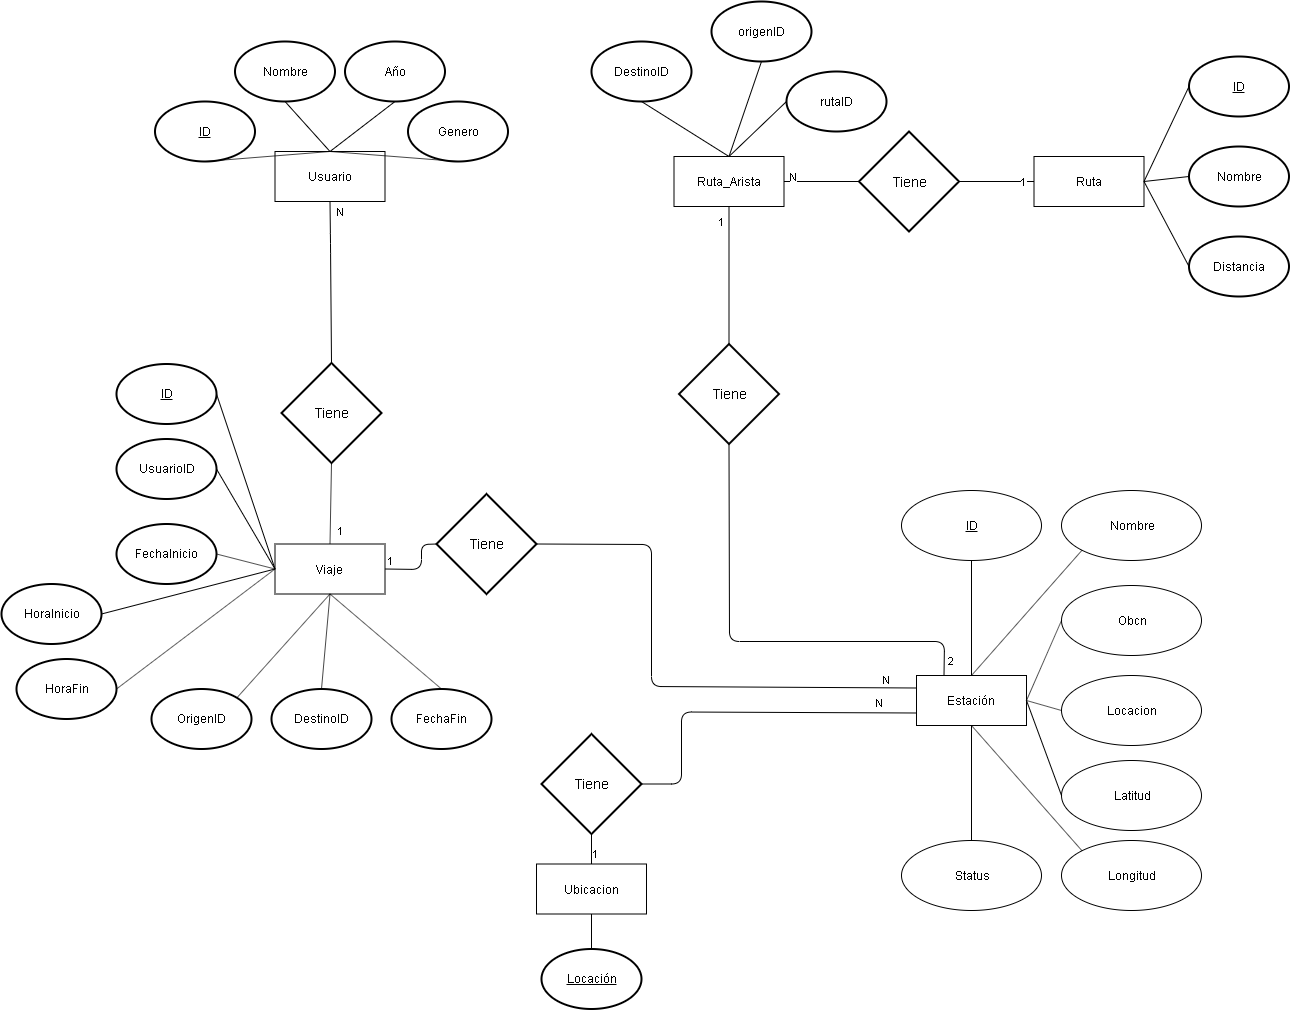 origenID
Nombre
Año
DestinoID
ID
rutaID
ID
Genero
Usuario
Ruta_Arista
N
Tiene
1
Ruta
Nombre
N
1
Distancia
ID
Tiene
Tiene
UsuarioID
ID
Nombre
1
FechaInicio
Viaje
1
Tiene
HoraInicio
Obcn
2
HoraFin
N
Estación
Locacion
N
OrigenID
DestinoID
FechaFin
Tiene
Latitud
1
Ubicacion
Status
Longitud
Locación